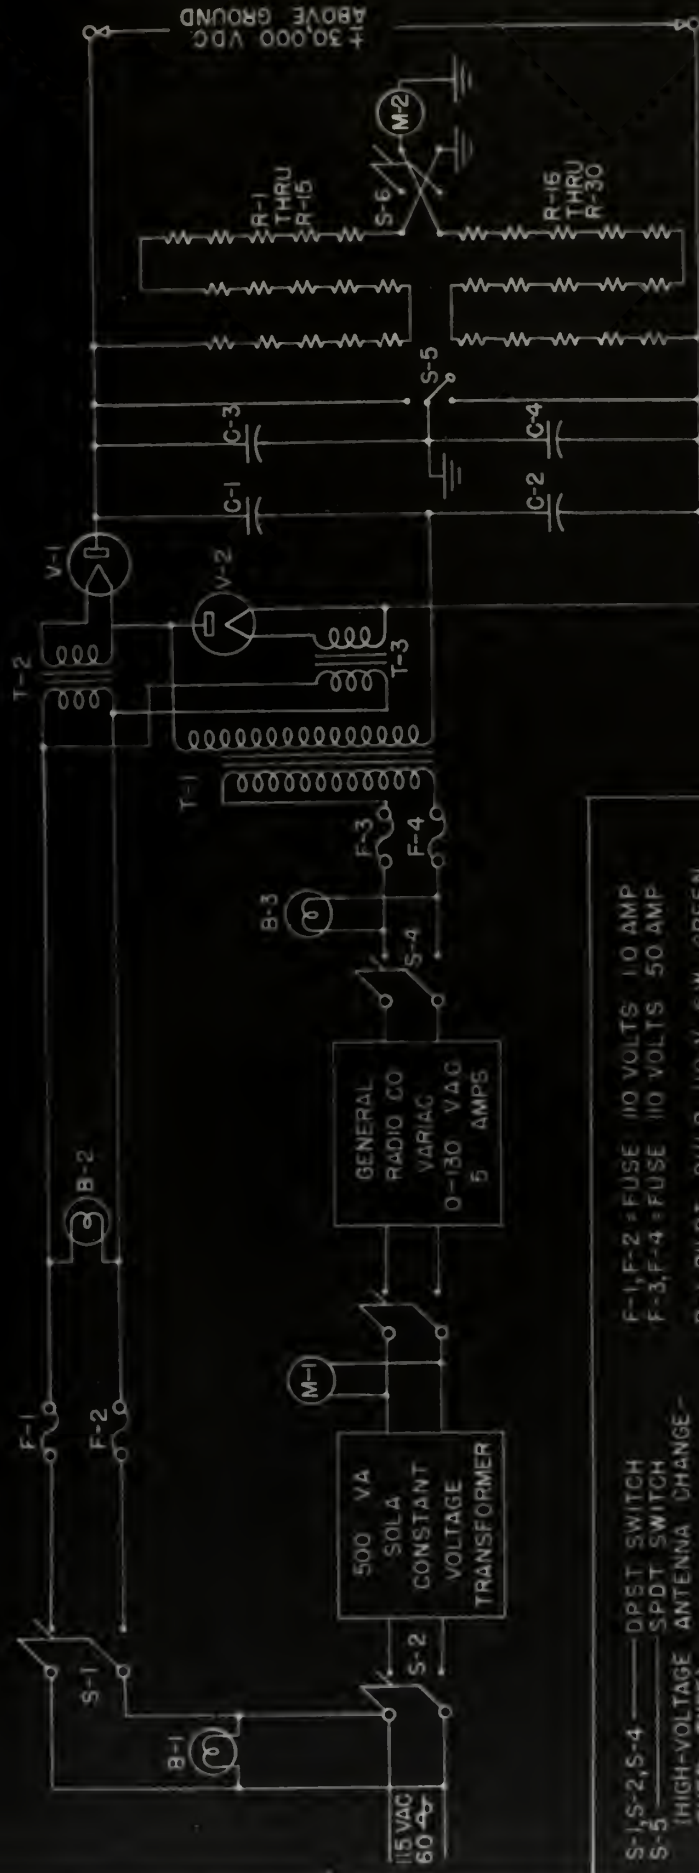 T-2
V-1
± 30,000 VDC
ABOVE GROUND
F-1
B-2
F-2
S-1
B-1
115 VAC
60 ~
S-2
500 VA
SOLA
CONSTANT
VOLTAGE
TRANSFORMER
M-1
GENERAL
RADIO CO
VARIAC
0-130 VAC
5 AMPS
S-4
B-3
F-3
F-4
T-1
T-3
V-2
C-1
C-3
C-2
C-4
S-5
R-1
THRU
R-15
S-6
M-2
R-16
THRU
R-30
S-1,S-2,S-4 — DPST SWITCH
S-5 — SPDT SWITCH
(HIGH-VOLTAGE ANTENNA CHANGE-
F-1,F-2 = FUSE 110 VOLTS 10 AMP
F-3,F-4 = FUSE 110 VOLTS 50 AMP